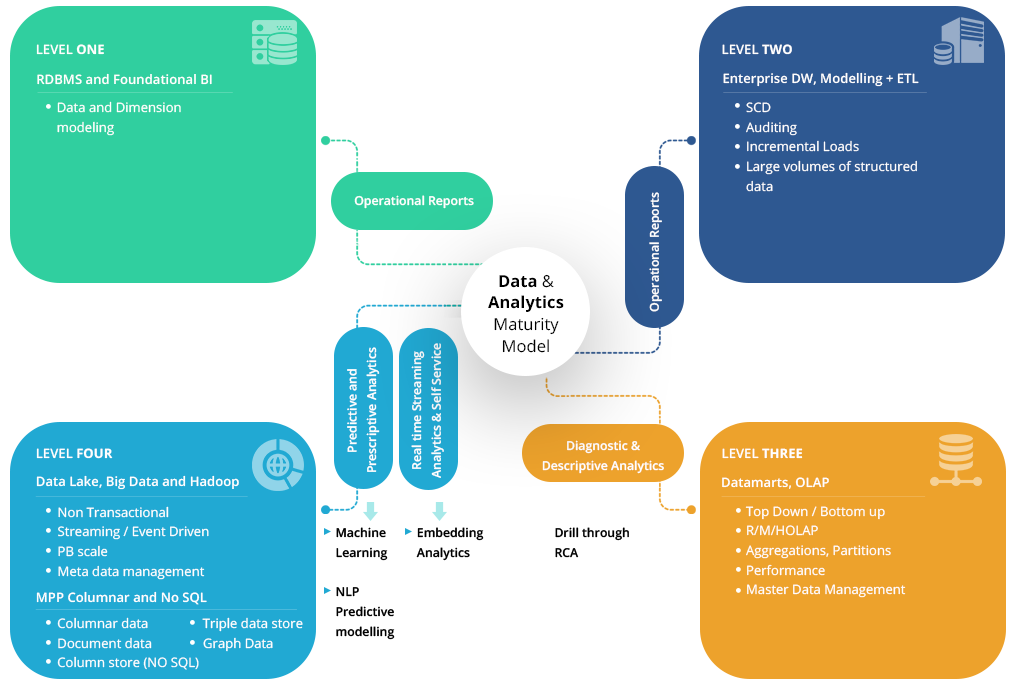 LEVEL ONE
RDBMS and Foundational BI
• Data and Dimension
modeling
Operational Reports
LEVEL TWO
Enterprise DW, Modelling + ETL
• SCD
• Auditing
• Incremental Loads
• Large volumes of structured
data
Operational Reports
Data &
Analytics
Maturity
Model
LEVEL FOUR
Data Lake, Big Data and Hadoop
• Non Transactional
• Streaming / Event Driven
• PB scale
• Meta data management
MPP Columnar and No SQL
• Columnar data
• Document data
• Column store (NO SQL)
• Triple data store
• Graph Data
Predictive and
Prescriptive Analytics
Real time Streaming
Analytics & Self Service
Machine
Learning
NLP
Predictive
modelling
Embedding
Analytics
Diagnostic &
Descriptive Analytics
Drill through
RCA
LEVEL THREE
Datamarts, OLAP
• Top Down / Bottom up
• R/M/HOLAP
• Aggregations, Partitions
• Performance
• Master Data Management